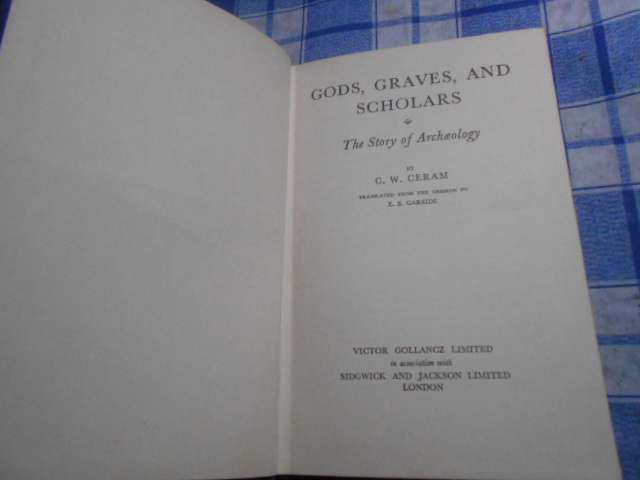 GODS, GRAVES, AND
SCHOLARS
The Story of Archæology
BY
C. W. CERAM
TRANSLATED FROM THE GERMAN BY
E. B. GARSIDE
VICTOR GOLLANCZ LIMITED
in association with
SIDGWICK AND JACKSON LIMITED
LONDON